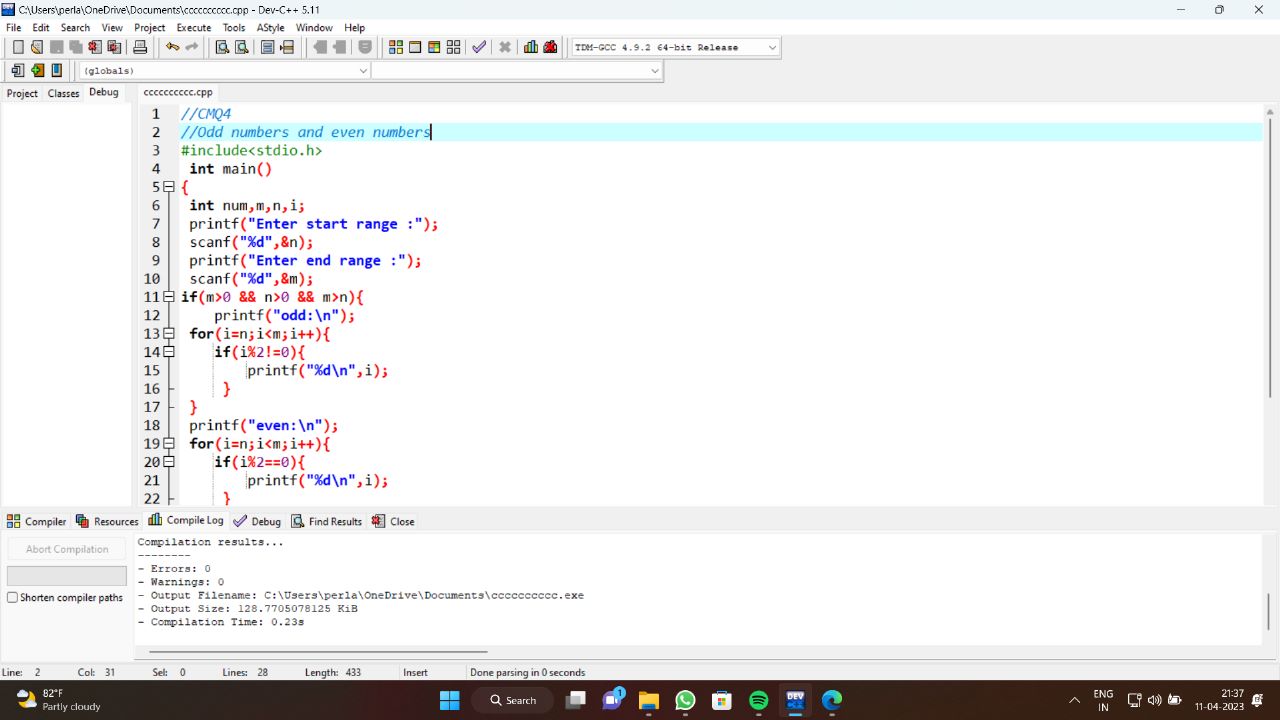 C:\Users\perla\OneDrive\Documents\cccccccccc.cpp - Dev-C++ 5.11
File Edit Search View Project Execute Tools AStyle Window Help
TDM-GCC 4.9.2 64-bit Release
(globals)
Project Classes Debug
cccccccccc.cpp
1 //CMQ4
2 //Odd numbers and even numbers
3 #include<stdio.h>
4 int main()
5 {
6 int num,m,n,i;
7 printf("Enter start range :");
8 scanf("%d",&n);
9 printf("Enter end range :");
10 scanf("%d",&m);
11 if(m>0 && n>0 && m>n){
12 printf("odd:\n");
13 for(i=n;i<m;i++){
14 if(i%2!=0){
15 printf("%d\n",i);
16 }
17 }
18 printf("even:\n");
19 for(i=n;i<m;i++){
20 if(i%2==0){
21 printf("%d\n",i);
22 }
Compiler Resources Compile Log Debug Find Results Close
Abort Compilation
Shorten compiler paths
Compilation results...
--------
- Errors: 0
- Warnings: 0
- Output Filename: C:\Users\perla\OneDrive\Documents\cccccccccc.exe
- Output Size: 128.7705078125 KiB
- Compilation Time: 0.23s
Line: 2 Col: 31 Sel: 0 Lines: 28 Length: 433 Insert Done parsing in 0 seconds
82°F
Partly cloudy
Search
1
DEV
ENG
IN
21:37
11-04-2023